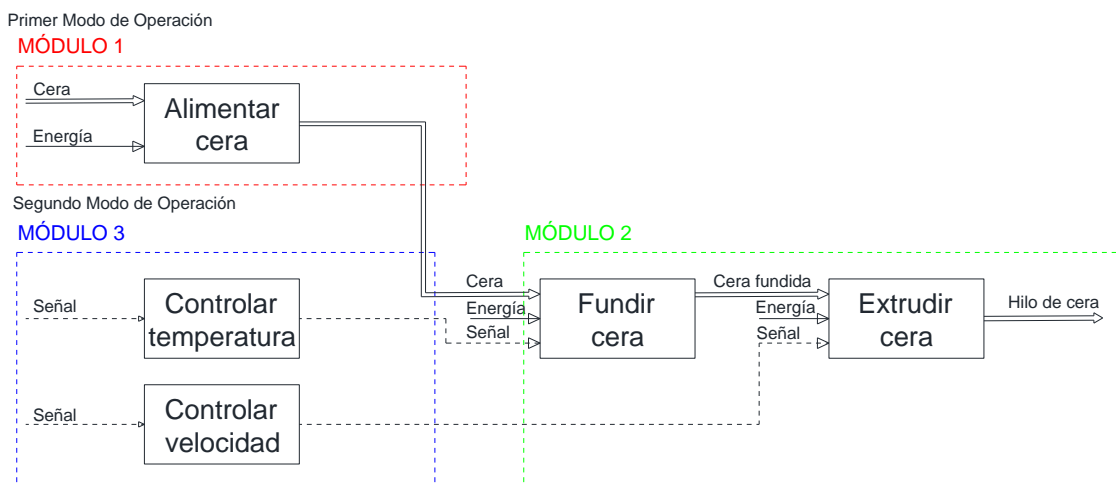 Primer Modo de Operación
MÓDULO 1
Cera
Energía
Alimentar
cera
Segundo Modo de Operación
MÓDULO 3
MÓDULO 2
Señal
Controlar
temperatura
Cera
Energía
Señal
Fundir
cera
Cera fundida
Energía
Señal
Extrudir
cera
Hilo de cera
Señal
Controlar
velocidad